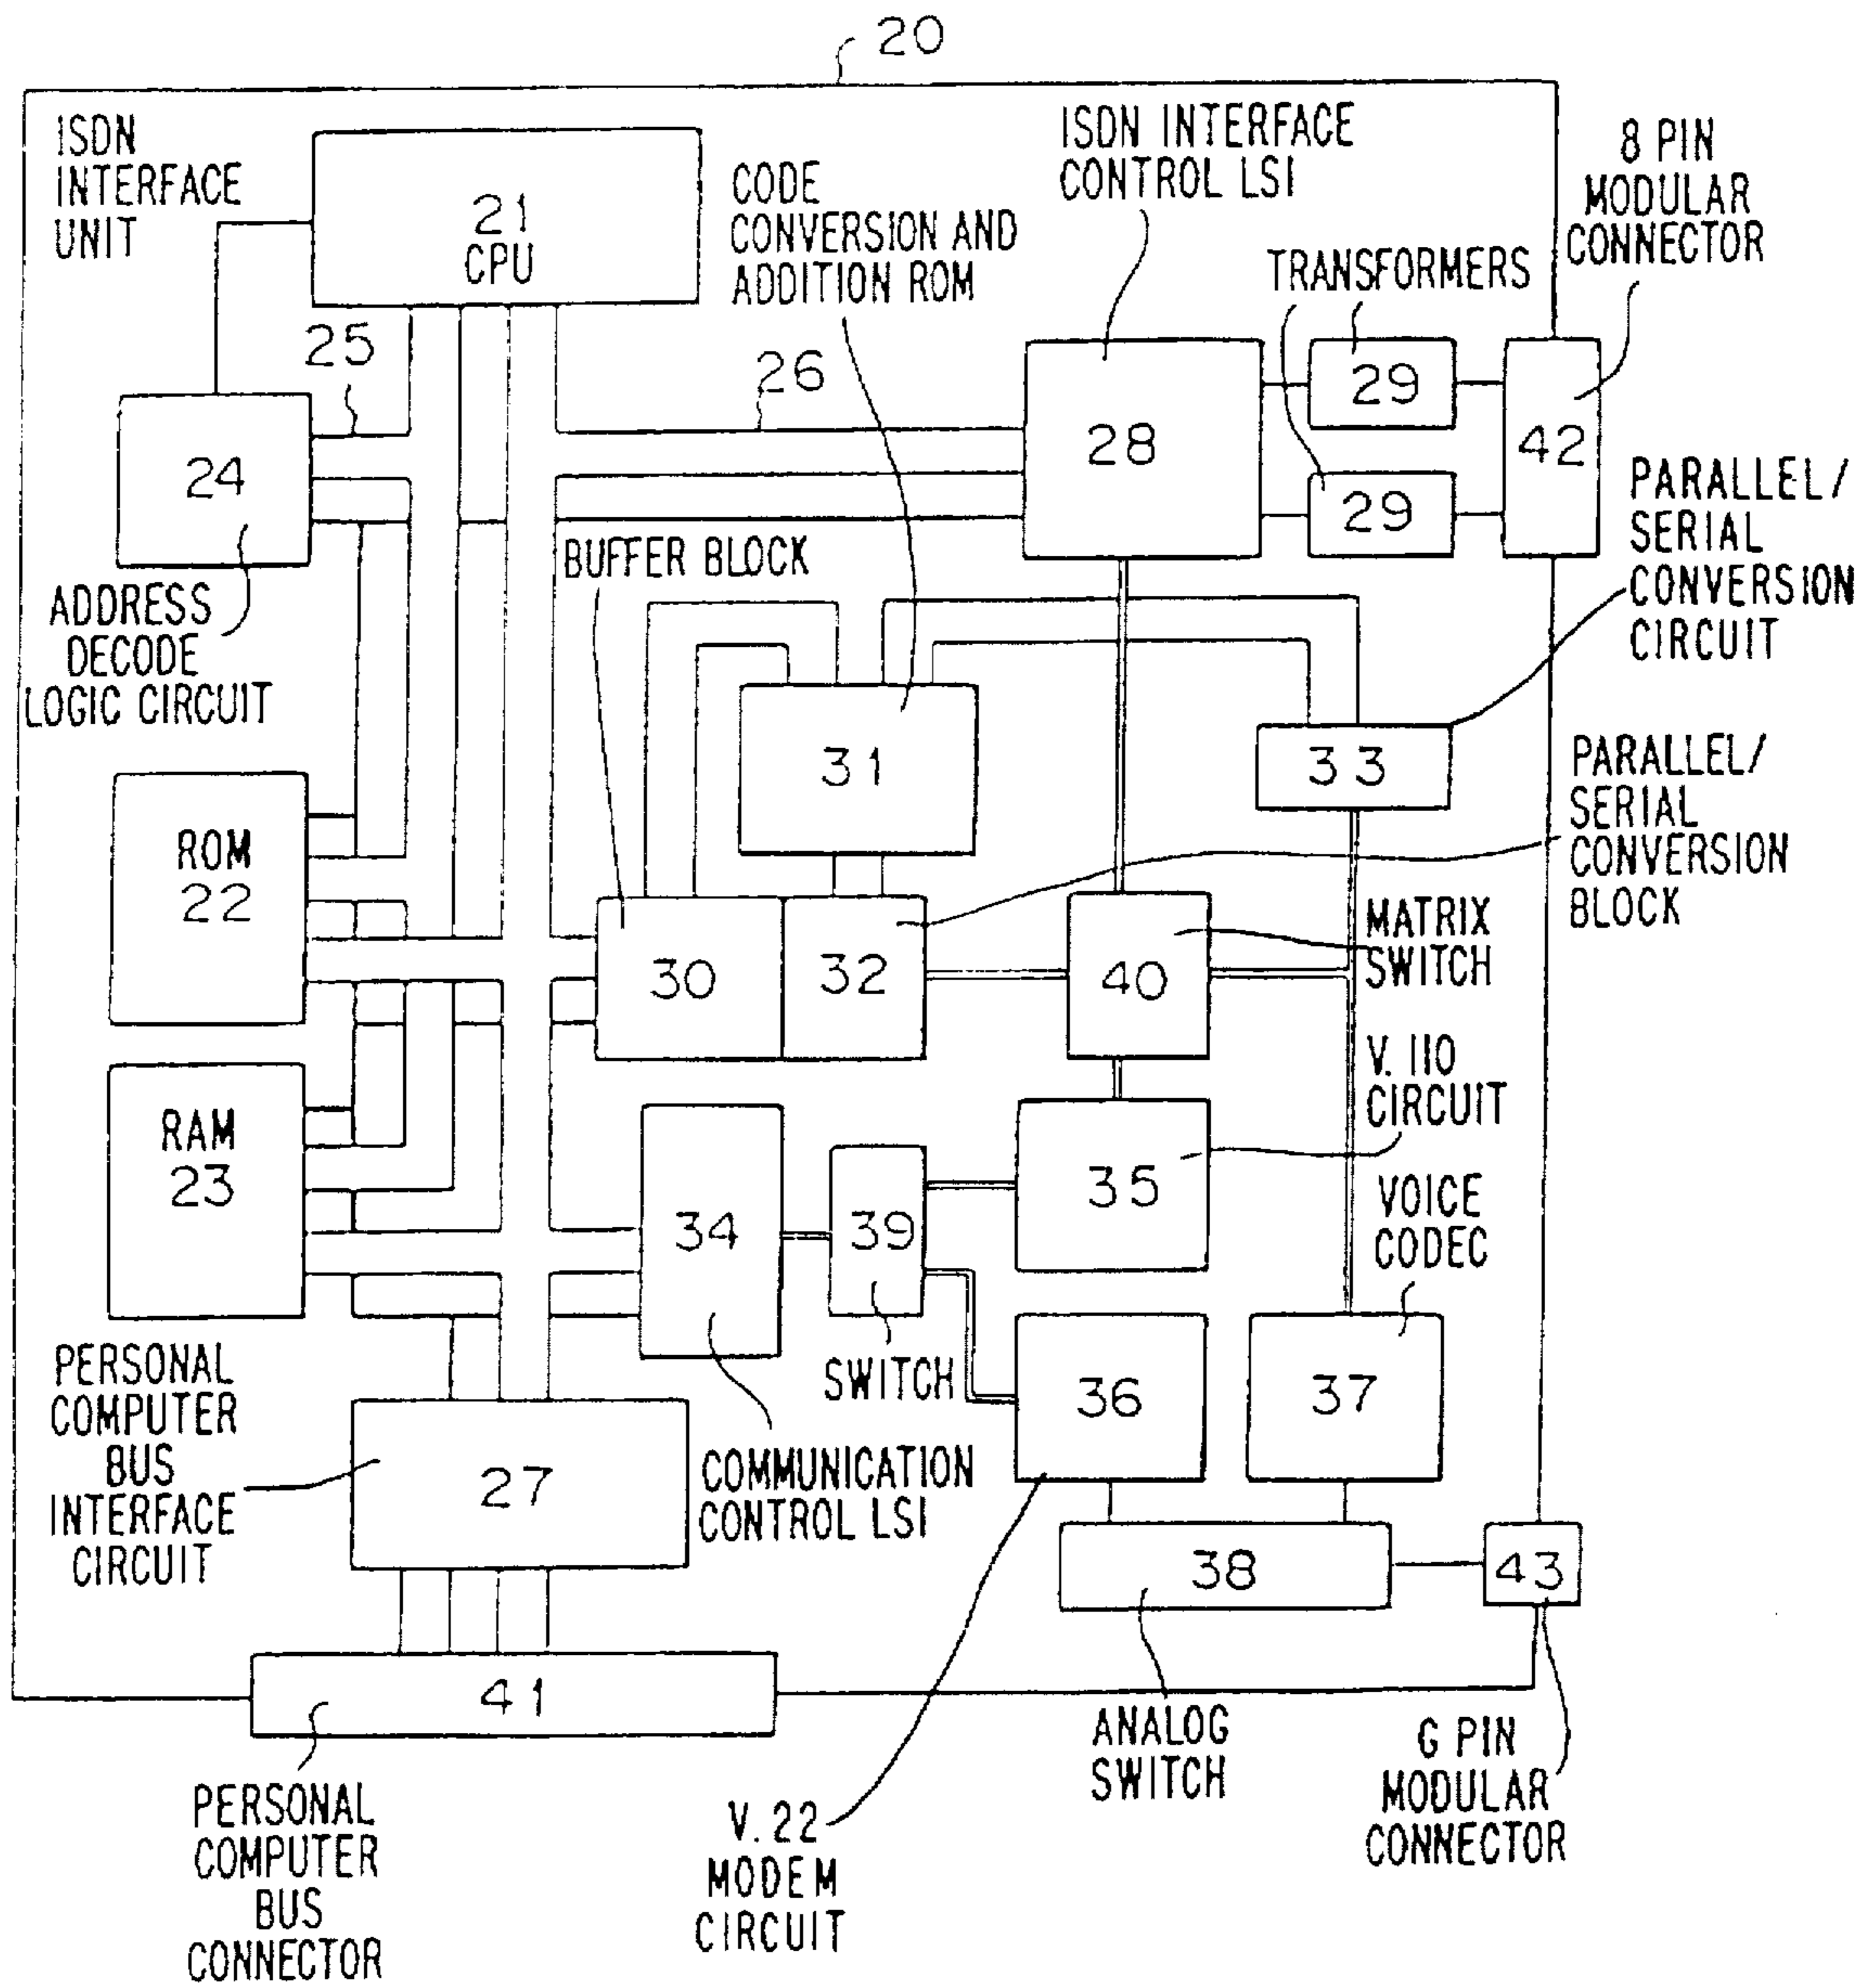 20
ISDN
INTERFACE
UNIT
21
CPU
CODE
CONVERSION AND
ADDITION ROM
ISDN INTERFACE
CONTROL LSI
8 PIN
MODULAR
CONNECTOR
TRANSFORMERS
25
26
24
28
29
29
42
ADDRESS
DECODE
LOGIC CIRCUIT
BUFFER BLOCK
PARALLEL/
SERIAL
CONVERSION
CIRCUIT
31
33
PARALLEL/
SERIAL
CONVERSION
BLOCK
ROM
22
30
32
40
MATRIX
SWITCH
RAM
23
34
39
35
V. 110
CIRCUIT
VOICE
CODEC
SWITCH
36
37
PERSONAL
COMPUTER
BUS
INTERFACE
CIRCUIT
27
COMMUNICATION
CONTROL LSI
38
43
41
PERSONAL
COMPUTER
BUS
CONNECTOR
V. 22
MODEM
CIRCUIT
ANALOG
SWITCH
G PIN
MODULAR
CONNECTOR